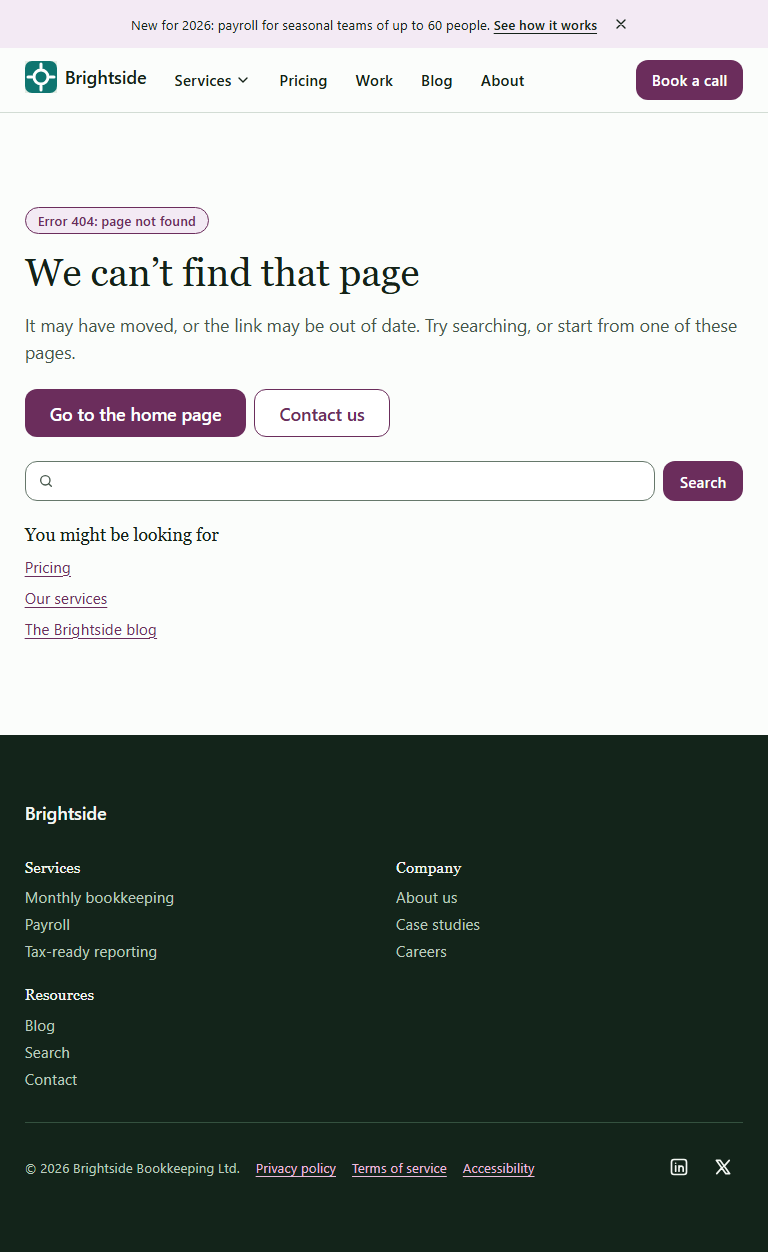 New for 2026: payroll for seasonal teams of up to 60 people. See how it works
Brightside
Services
Pricing
Work
Blog
About
Book a call
Error 404: page not found
We can’t find that page
It may have moved, or the link may be out of date. Try searching, or start from one of these
pages.
Go to the home page
Contact us
Search
You might be looking for
Pricing
Our services
The Brightside blog
Brightside
Services
Monthly bookkeeping
Payroll
Tax-ready reporting
Company
About us
Case studies
Careers
Resources
Blog
Search
Contact
© 2026 Brightside Bookkeeping Ltd.
Privacy policy
Terms of service
Accessibility